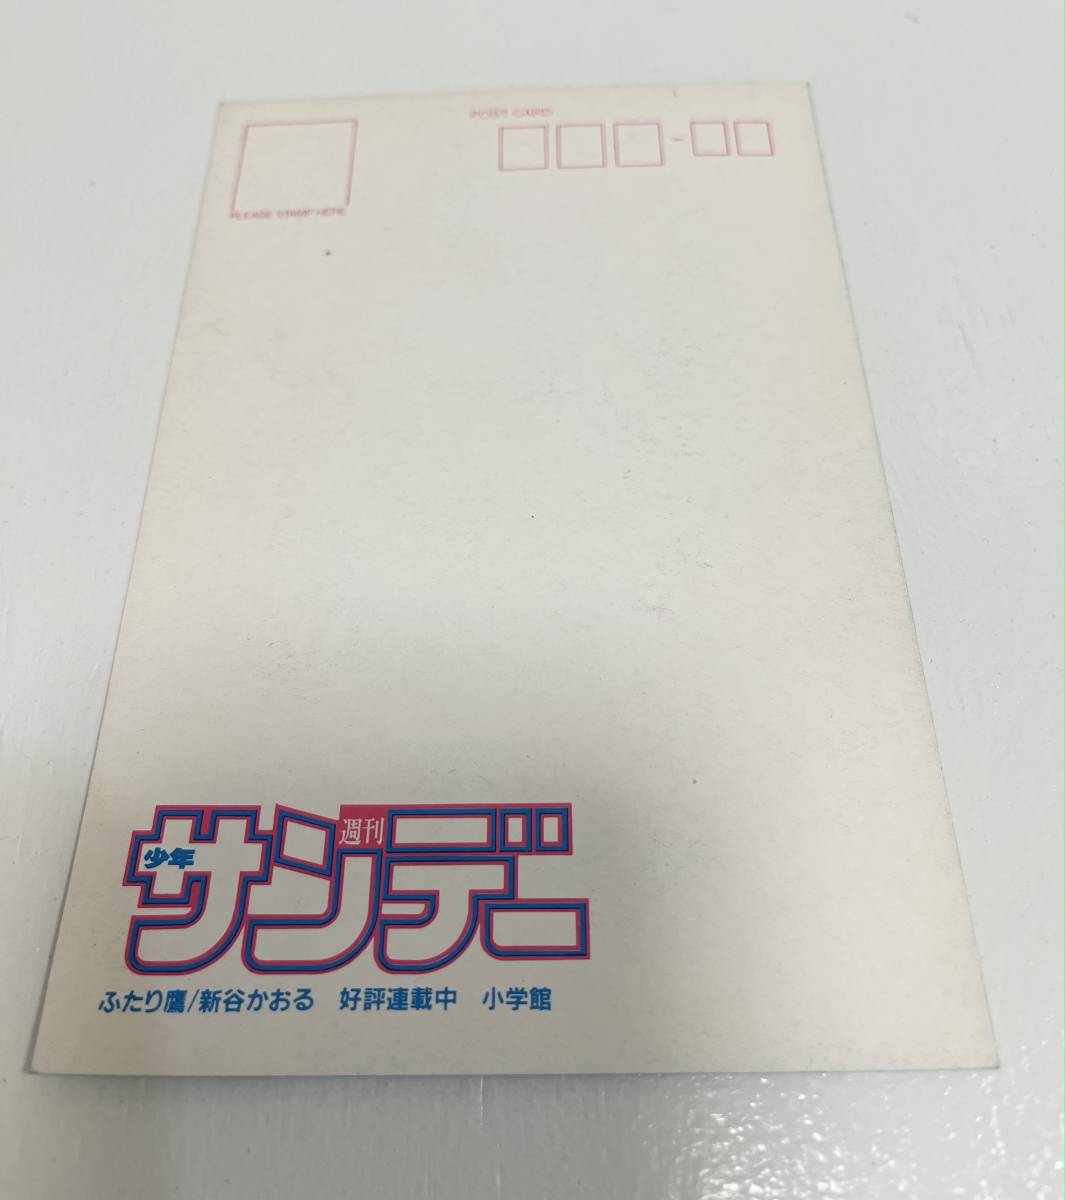 POST CARD
PLEASE STAMP HERE
週刊
少年
サンデー
ふたり鷹/新谷かおる 好評連載中 小学館